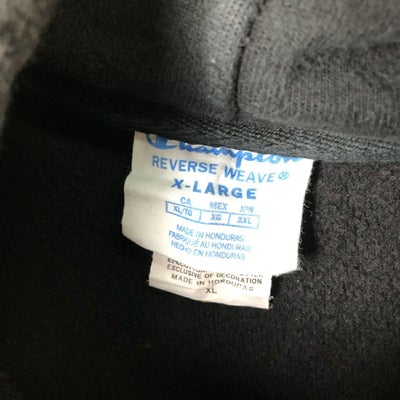 Champion
REVERSE WEAVE®
X-LARGE
CA MEX JPN
XL/TG XG 3XL
MADE IN HONDURAS
FABRIQUÉ AU HONDURAS
HECHO EN HONDURAS
EXCLUSIVE OF DECORATION
MADE IN HONDURAS
XL